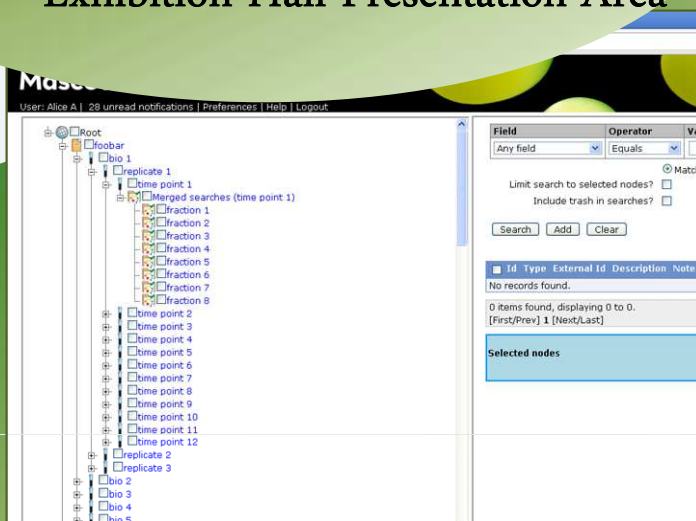 Exhibition Hall Presentation Area
User: Alice A | 28 unread notifications | Preferences | Help | Logout
Root
foobar
bio 1
replicate 1
time point 1
Merged searches (time point 1)
fraction 1
fraction 2
fraction 3
fraction 4
fraction 5
fraction 6
fraction 7
fraction 8
time point 2
time point 3
time point 4
time point 5
time point 6
time point 7
time point 8
time point 9
time point 10
time point 11
time point 12
replicate 2
replicate 3
bio 2
bio 3
bio 4
bio 5
Field Operator
Any field Equals
Limit search to selected nodes?
Include trash in searches?
Search Add Clear
Id Type External Id Description
No records found.
0 items found, displaying 0 to 0.
[First/Prev] 1 [Next/Last]
Selected nodes